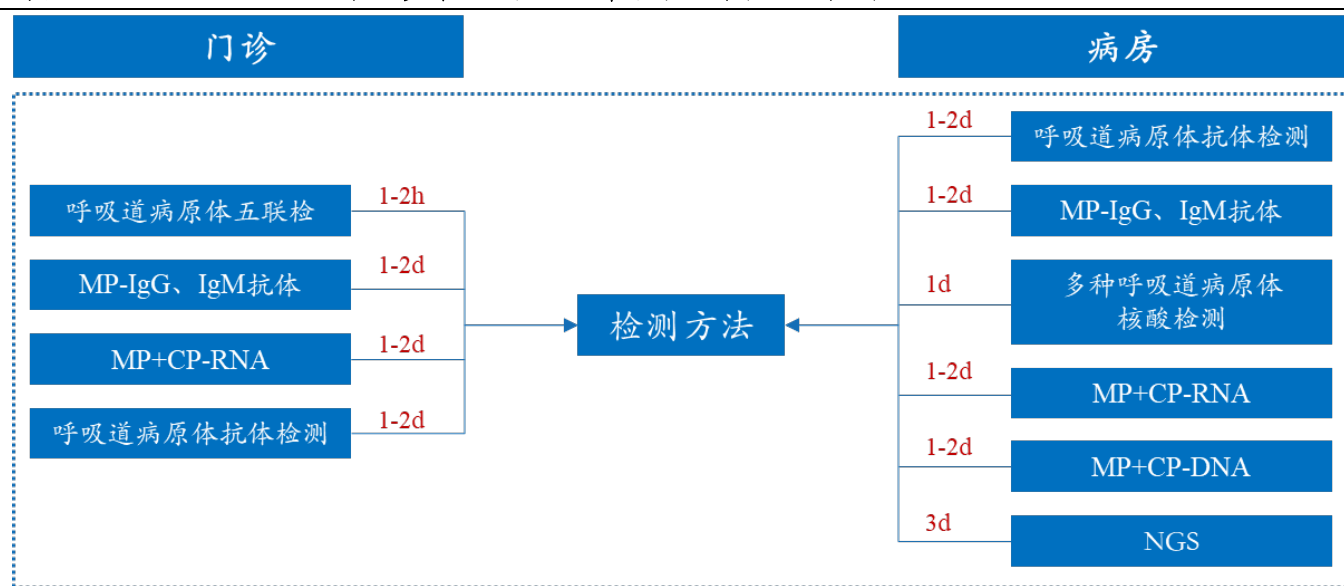 门诊
病房
呼吸道病原体五联检
1-2h
MP-IgG、IgM抗体
1-2d
MP+CP-RNA
1-2d
呼吸道病原体抗体检测
1-2d
检测方法
1-2d
呼吸道病原体抗体检测
1-2d
MP-IgG、IgM抗体
1d
多种呼吸道病原体
核酸检测
1-2d
MP+CP-RNA
1-2d
MP+CP-DNA
3d
NGS